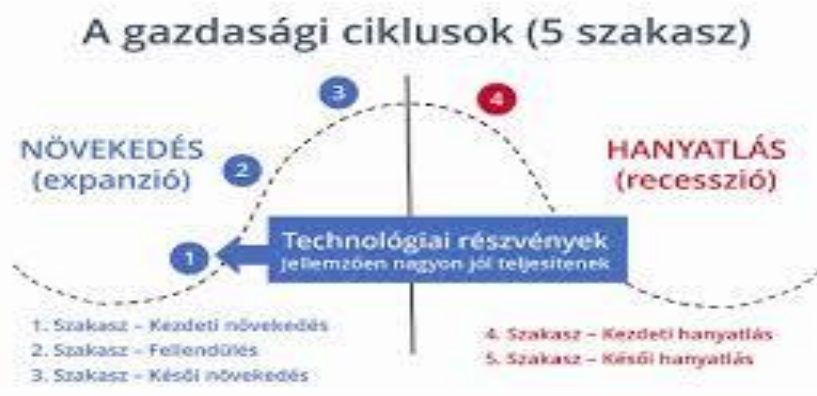 A gazdasági ciklusok (5 szakasz)
3
4
NÖVEKEDÉS
(expanzió)
2
HANYATLÁS
(recesszió)
1
Technológiai részvények
jellemzően nagyon jól teljesítenek
1. Szakasz – Kezdeti növekedés
2. Szakasz – Fellendülés
3. Szakasz – Késői növekedés
4. Szakasz – Kezdeti hanyatlás
5. Szakasz – Késői hanyatlás